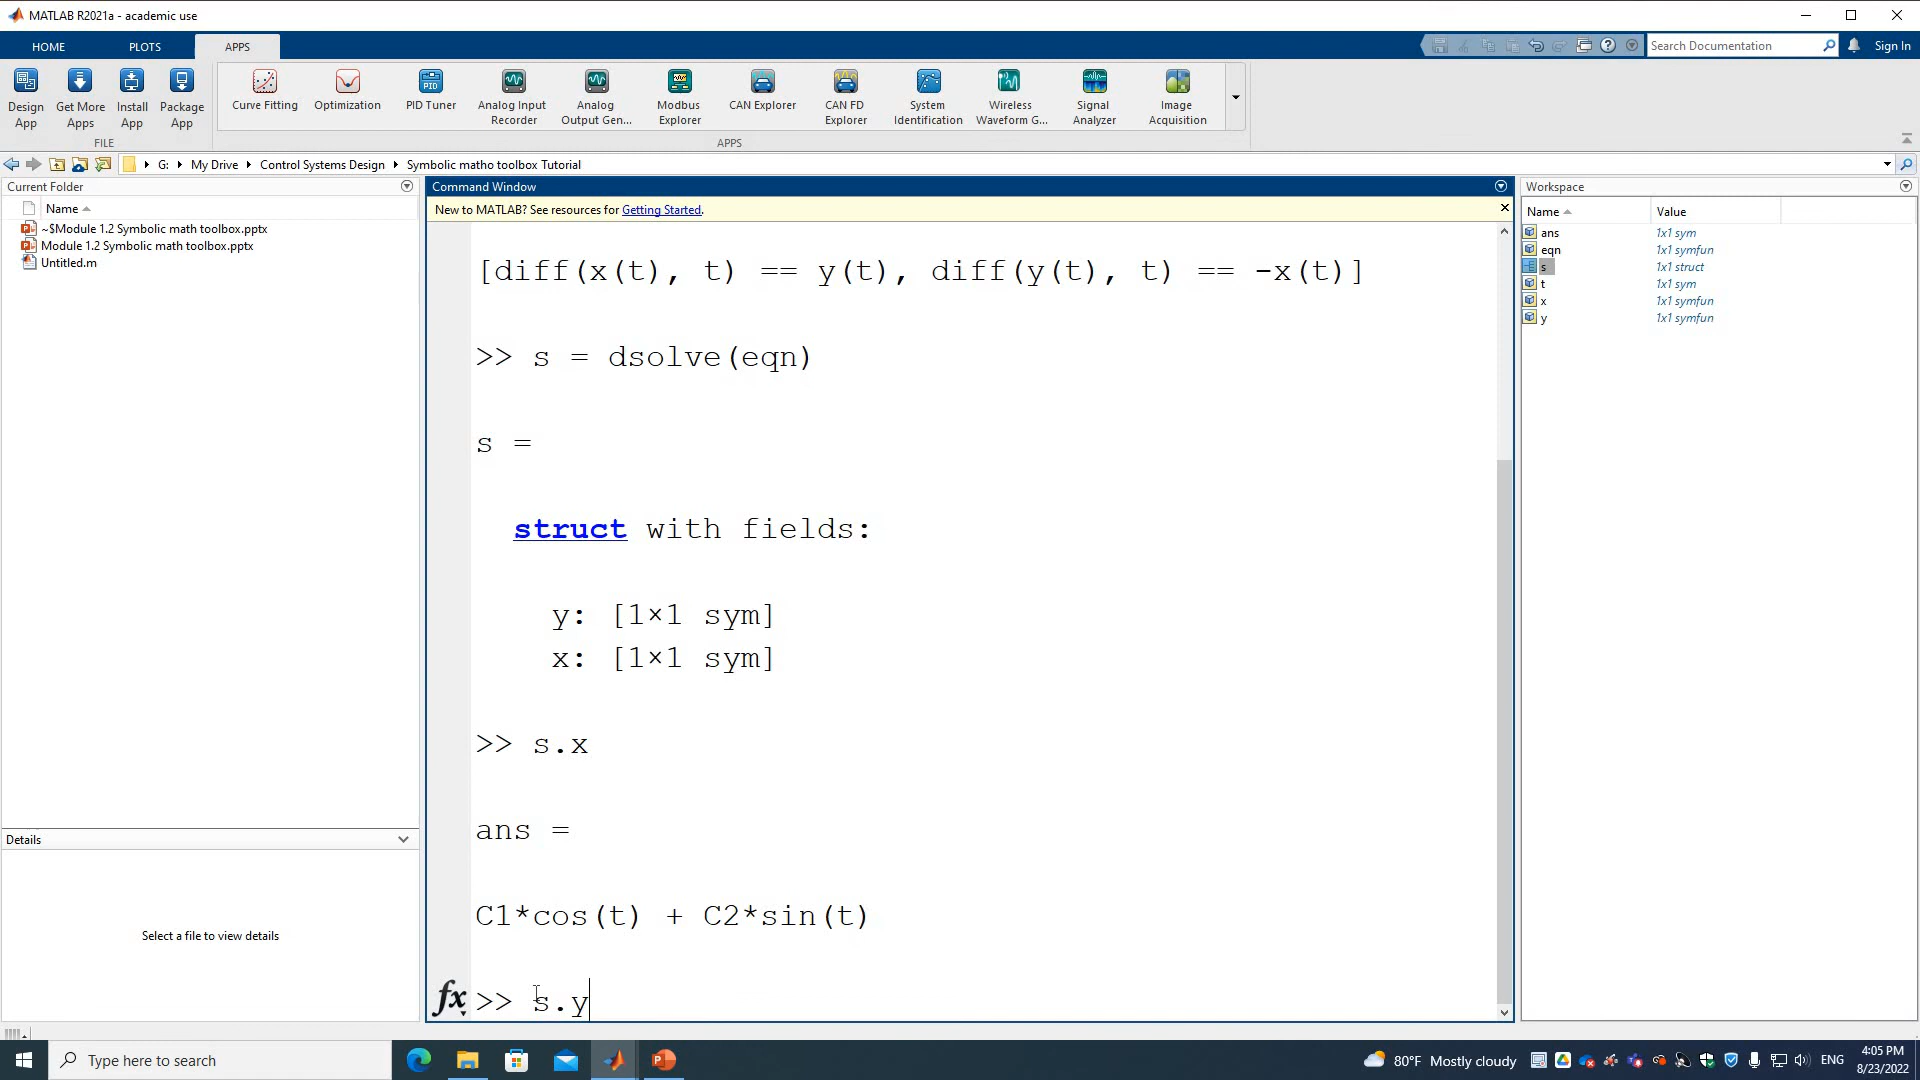 MATLAB R2021a - academic use
HOME PLOTS APPS
Search Documentation
Sign In
Design App
Get More Apps
Install App
Package App
Curve Fitting
Optimization
PID Tuner
Analog Input Recorder
Analog Output Gen...
Modbus Explorer
CAN Explorer
CAN FD Explorer
System Identification
Wireless Waveform G...
Signal Analyzer
Image Acquisition
FILE
APPS
G: My Drive Control Systems Design Symbolic matho toolbox Tutorial
Current Folder
Name
~$Module 1.2 Symbolic math toolbox.pptx
Module 1.2 Symbolic math toolbox.pptx
Untitled.m
Details
Select a file to view details
Command Window
New to MATLAB? See resources for Getting Started.
[diff(x(t), t) == y(t), diff(y(t), t) == -x(t)]
>> s = dsolve(eqn)
s =
struct with fields:
y: [1×1 sym]
x: [1×1 sym]
>> s.x
ans =
C1*cos(t) + C2*sin(t)
fx >> s.y
Workspace
Name Value
ans 1x1 sym
eqn 1x1 symfun
s 1x1 struct
t 1x1 sym
x 1x1 symfun
y 1x1 symfun
Type here to search
80°F Mostly cloudy
ENG
4:05 PM
8/23/2022